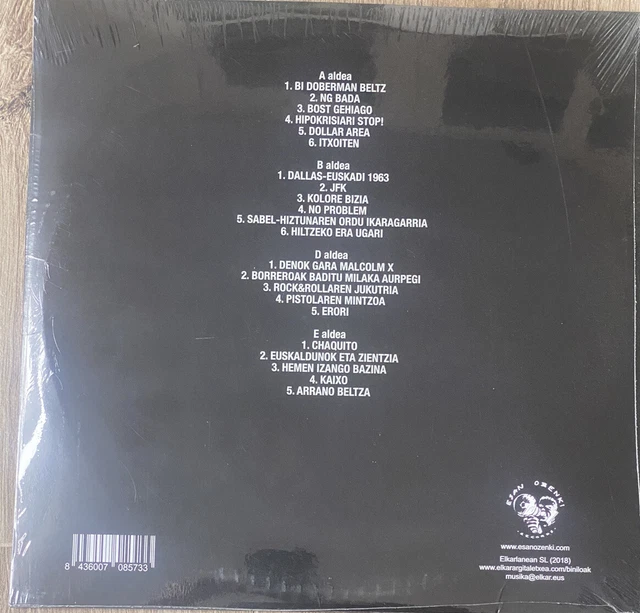 A aldea
1. BI DOBERMAN BELTZ
2. NG BADA
3. BOST GEHIAGO
4. HIPOKRISIARI STOP!
5. DOLLAR AREA
6. ITXOITEN
B aldea
1. DALLAS-EUSKADI 1963
2. JFK
3. KOLORE BIZIA
4. NO PROBLEM
5. SABEL-HIZTUNAREN ORDU IKARAGARRIA
6. HILTZEKO ERA UGARI
D aldea
1. DENOK GARA MALCOLM X
2. BORREROAK BADITU MILAKA AURPEGI
3. ROCK&ROLLAREN JUKUTRIA
4. PISTOLAREN MINTZOA
5. ERORI
E aldea
1. CHAQUITO
2. EUSKALDUNOK ETA ZIENTZIA
3. HEMEN IZANGO BAZINA
4. KAIXO
5. ARRANO BELTZA
ESAN OZENKI
www.esanozenki.com
Elkarlanean SL (2018)
www.elkarargitaletxea.com/biniloak
musika@elkar.eus
8 436007 085733